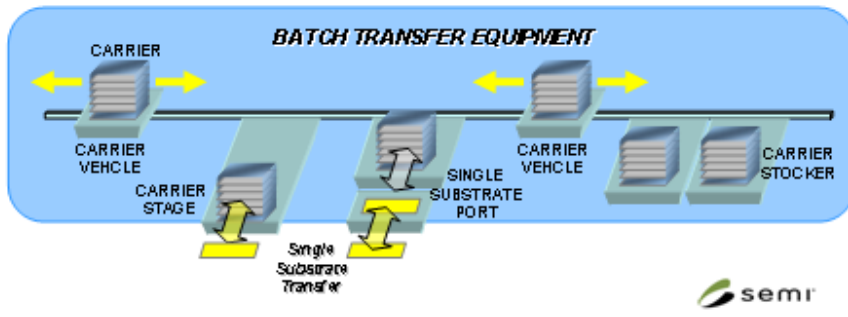 BATCH TRANSFER EQUIPMENT
CARRIER
CARRIER
VEHCLE
CARRIER
STAGE
SINGLE
SUBSTRATE
PORT
CARRIER
VEHCLE
CARRIER
STOCKER
Single
Substrate
Transfer
semi